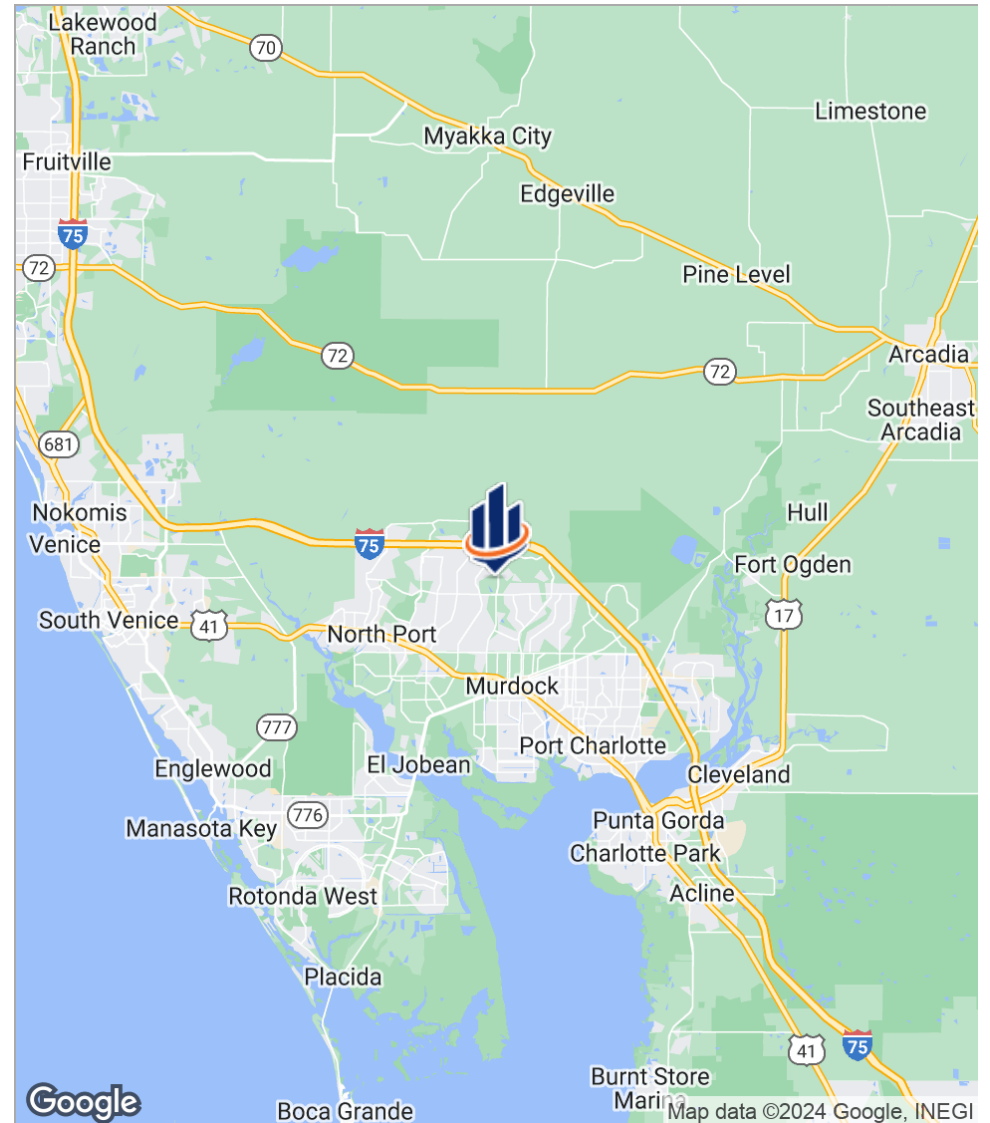 Lakewood
Ranch
70
Limestone
Myakka City
Fruitville
Edgeville
75
72
Pine Level
72
72
Arcadia
Southeast
Arcadia
681
Nokomis
Hull
Venice
75
Fort Ogden
South Venice
41
17
North Port
Murdock
777
Port Charlotte
Englewood
El Jobean
Cleveland
Manasota Key
776
Punta Gorda
Charlotte Park
Rotonda West
Acline
Placida
41
75
Burnt Store
Marina
Google
Boca Grande
Map data ©2024 Google, INEGI